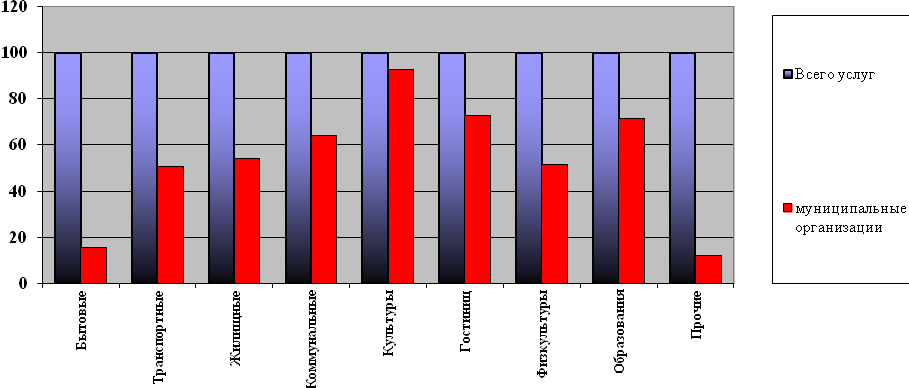 120
100
80
60
40
20
0
Бытовые
Транспортные
Жилищные
Коммунальные
Культуры
Гостиниц
Физкультуры
Образования
Прочие
Всего услуг
муниципальные
организации